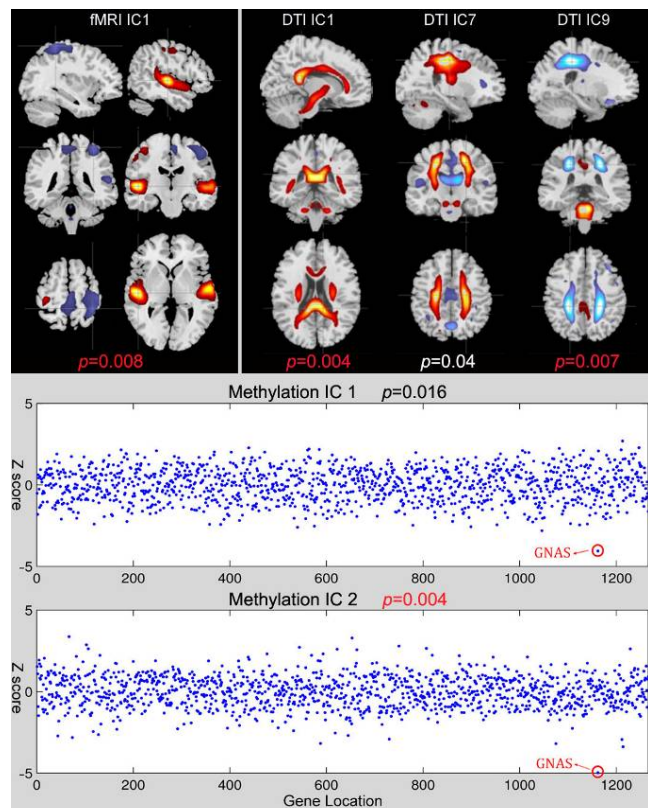 fMRI IC1 DTI IC1 DTI IC7 DTI IC9
p=0.008 p=0.004 p=0.04 p=0.007
Methylation IC 1 p=0.016
5
Z score
0
GNAS
-5
0 200 400 600 800 1000 1200
Methylation IC 2 p=0.004
5
Z score
0
GNAS
-5
0 200 400 600 800 1000 1200
Gene Location